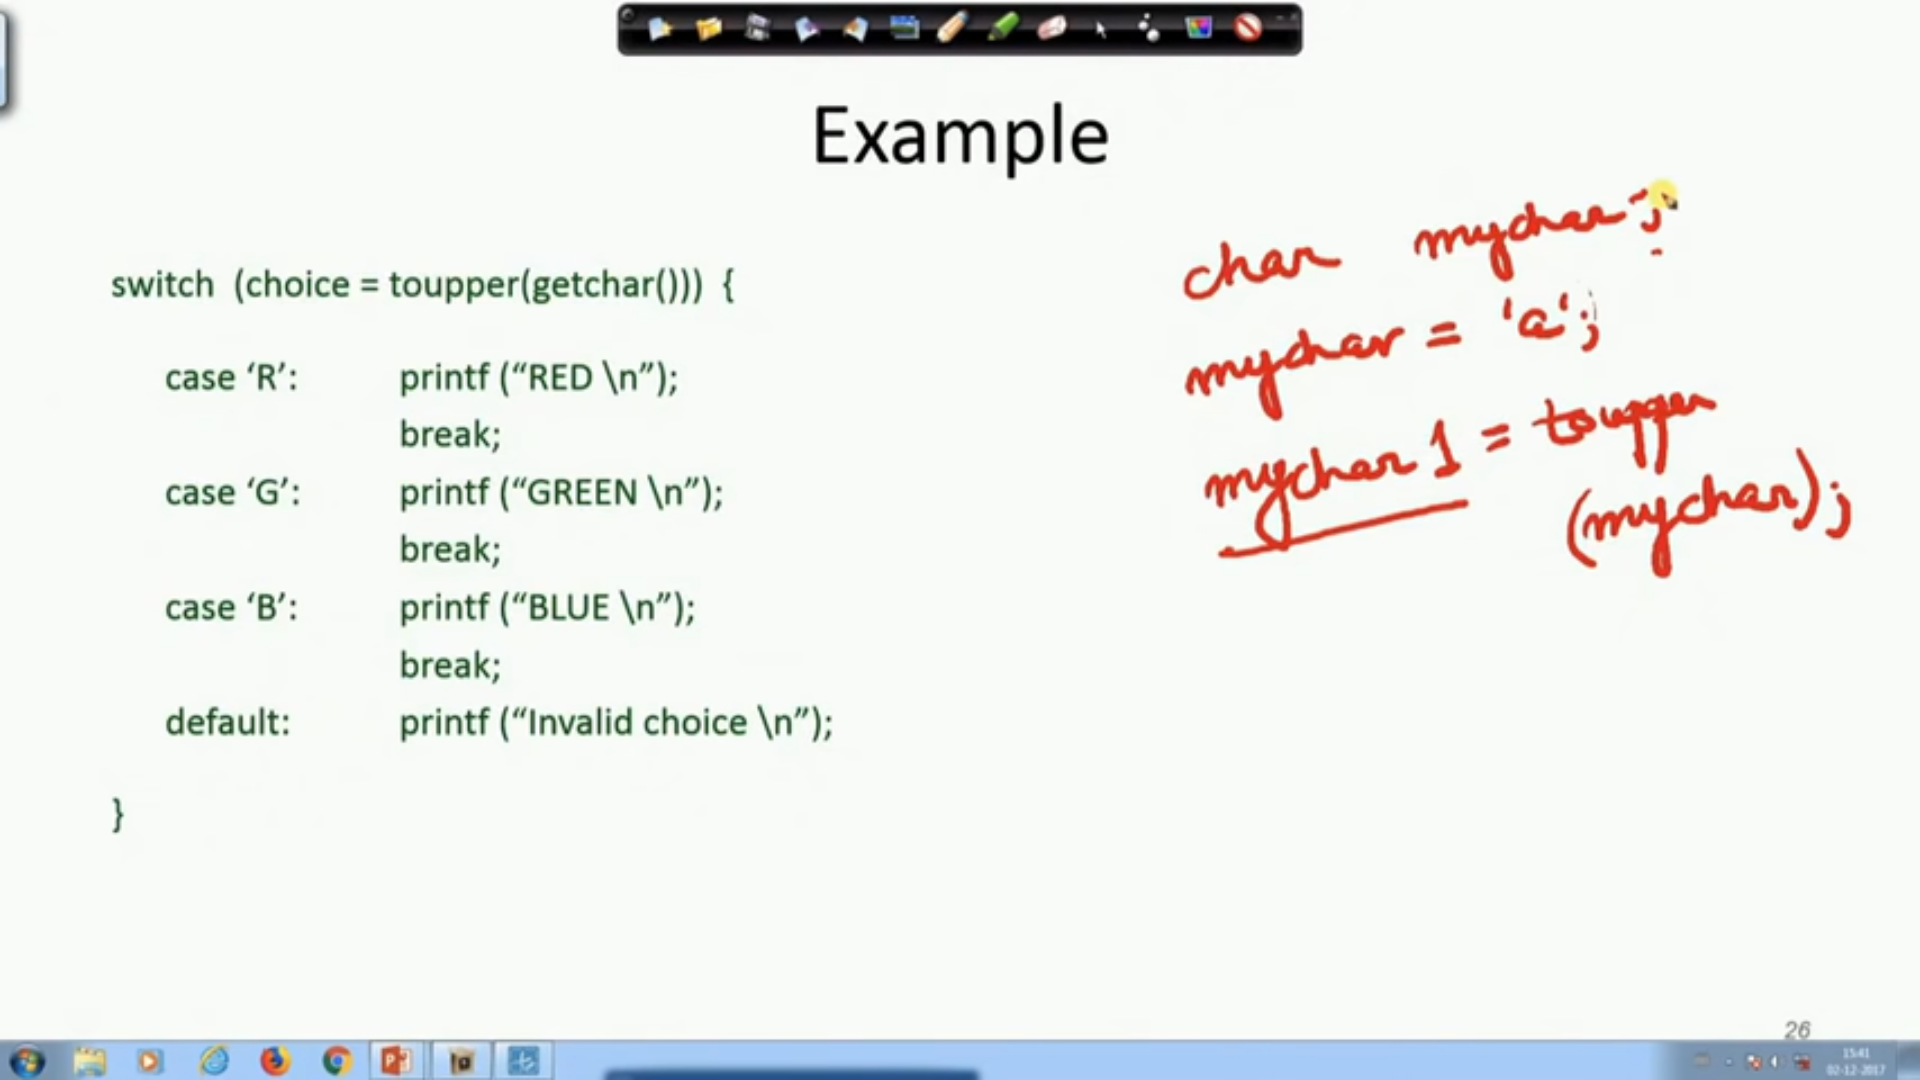 Example
switch (choice = toupper(getchar())) {
case ‘R’: printf (“RED \n”);
break;
case ‘G’: printf (“GREEN \n”);
break;
case ‘B’: printf (“BLUE \n”);
break;
default: printf (“Invalid choice \n”);
}
char mychar;
mychar = 'a';
mychar1 = toupper
(mychar);
26
15:41
02-12-2017